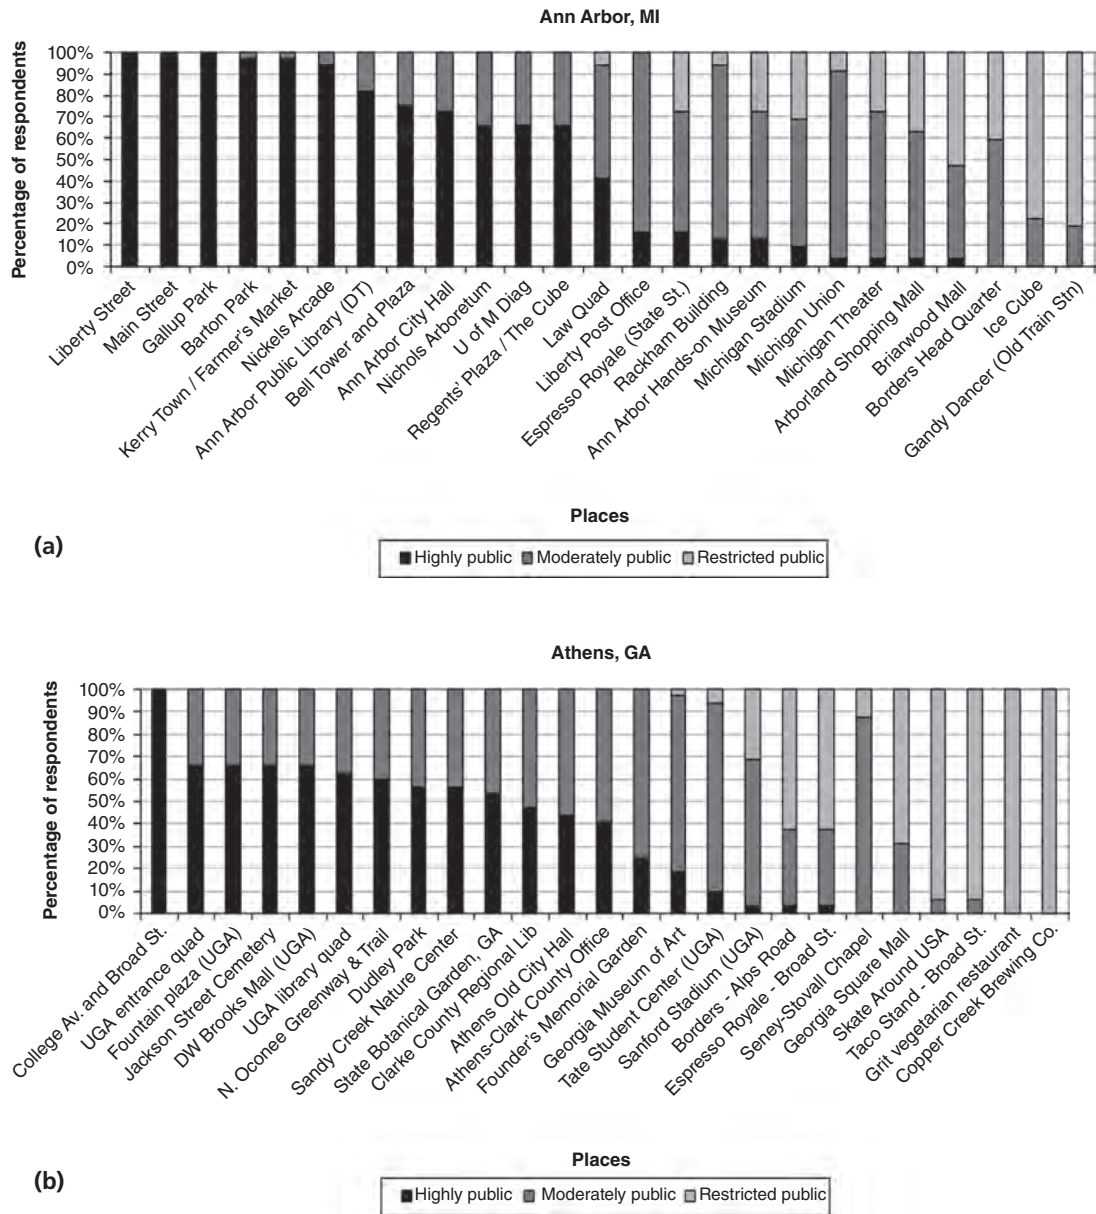 Ann Arbor, MI
Percentage of respondents
100%
90%
80%
70%
60%
50%
40%
30%
20%
10%
0%
Liberty Street
Main Street
Gallup Park
Barton Park
Kerry Town / Farmer's Market
Nickels Arcade
Ann Arbor Public Library (DT)
Bell Tower and Plaza
Ann Arbor City Hall
Nichols Arboretum
U of M Diag
Regents' Plaza / The Cube
Law Quad
Liberty Post Office
Espresso Royale (State St.)
Rackham Building
Ann Arbor Hands-on Museum
Michigan Stadium
Michigan Union
Michigan Theater
Arborland Shopping Mall
Briarwood Mall
Borders Head Quarter
Ice Cube
Gandy Dancer (Old Train Stn)
Places
(a)
Highly public Moderately public Restricted public
Athens, GA
Percentage of respondents
100%
90%
80%
70%
60%
50%
40%
30%
20%
10%
0%
College Av. and Broad St.
UGA entrance quad
Fountain plaza (UGA)
Jackson Street Cemetery
DW Brooks Mall (UGA)
UGA library quad
N. Oconee Greenway & Trail
Dudley Park
Sandy Creek Nature Center
State Botanical Garden, GA
Clarke County Regional Lib
Athens Old City Hall
Athens-Clark County Office
Founder's Memorial Garden
Georgia Museum of Art
Tate Student Center (UGA)
Sanford Stadium (UGA)
Borders - Alps Road
Espresso Royale - Broad St.
Seney-Stovall Chapel
Georgia Square Mall
Skate Around USA
Taco Stand - Broad St.
Grit vegetarian restaurant
Copper Creek Brewing Co.
Places
(b)
Highly public Moderately public Restricted public